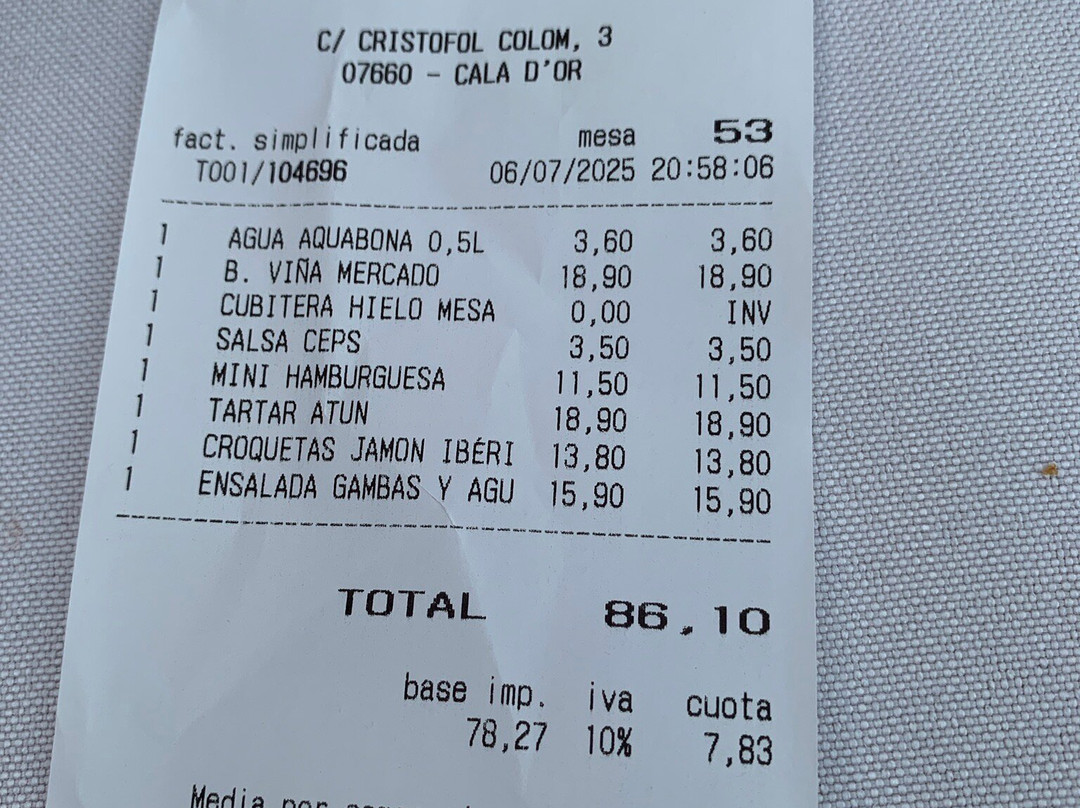 C/ CRISTOFOL COLOM, 3
07660 - CALA D'OR
fact. simplificada mesa 53
T001/104696 06/07/2025 20:58:06
1 AGUA AQUABONA 0,5L 3,60 3,60
1 B. VIÑA MERCADO 18,90 18,90
1 CUBITERA HIELO MESA 0,00 INV
1 SALSA CEPS 3,50 3,50
1 MINI HAMBURGUESA 11,50 11,50
1 TARTAR ATUN 18,90 18,90
1 CROQUETAS JAMON IBÉRI 13,80 13,80
1 ENSALADA GAMBAS Y AGU 15,90 15,90
TOTAL 86,10
base imp. iva cuota
78,27 10% 7,83
Media por